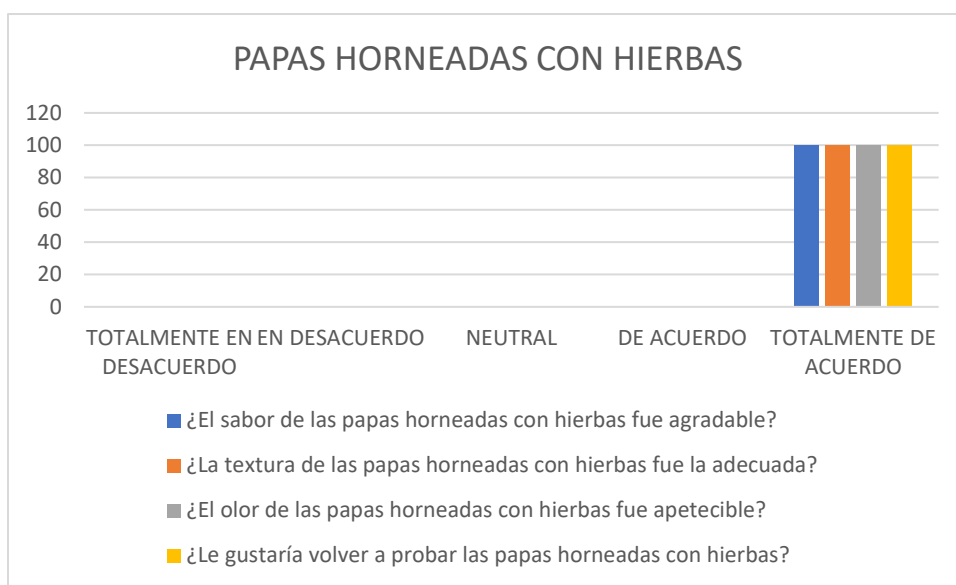 PAPAS HORNEADAS CON HIERBAS
120
100
80
60
40
20
0
TOTALMENTE EN DESACUERDO
EN DESACUERDO
NEUTRAL
DE ACUERDO
TOTALMENTE DE ACUERDO
¿El sabor de las papas horneadas con hierbas fue agradable?
¿La textura de las papas horneadas con hierbas fue la adecuada?
¿El olor de las papas horneadas con hierbas fue apetecible?
¿Le gustaría volver a probar las papas horneadas con hierbas?